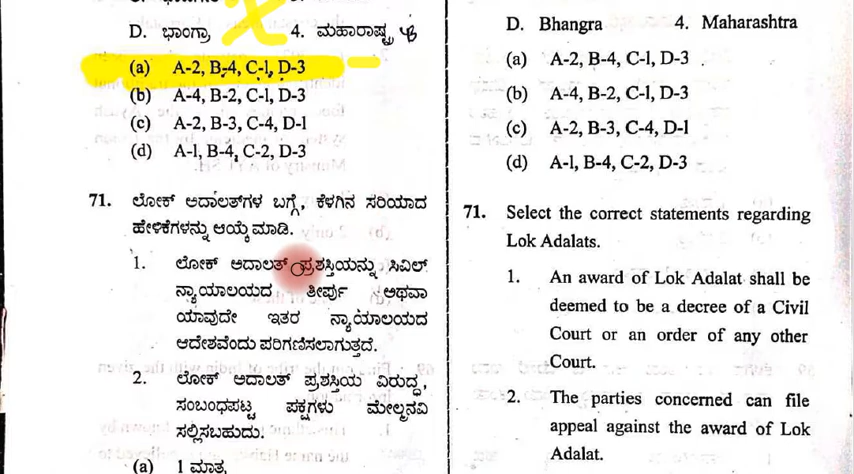 D. ಭಾಂಗ್ರಾ 4. ಮಹಾರಾಷ್ಟ್ರ
(a) A-2, B-4, C-1, D-3
(b) A-4, B-2, C-1, D-3
(c) A-2, B-3, C-4, D-1
(d) A-1, B-4, C-2, D-3
71. ಲೋಕ್ ಅದಾಲತ್‌ಗಳ ಬಗ್ಗೆ, ಕೆಳಗಿನ ಸರಿಯಾದ
ಹೇಳಿಕೆಗಳನ್ನು ಆಯ್ಕೆ ಮಾಡಿ.
1. ಲೋಕ್ ಅದಾಲತ್ ಪ್ರಶಸ್ತಿಯನ್ನು ಸಿವಿಲ್
ನ್ಯಾಯಾಲಯದ ತೀರ್ಪು ಅಥವಾ
ಯಾವುದೇ ಇತರ ನ್ಯಾಯಾಲಯದ
ಆದೇಶವೆಂದು ಪರಿಗಣಿಸಲಾಗುತ್ತದೆ.
2. ಲೋಕ್ ಅದಾಲತ್ ಪ್ರಶಸ್ತಿಯ ವಿರುದ್ಧ,
ಸಂಬಂಧಪಟ್ಟ ಪಕ್ಷಗಳು ಮೇಲ್ಮನವಿ
ಸಲ್ಲಿಸಬಹುದು.
(a) 1 ಮಾತ್ರ
D. Bhangra 4. Maharashtra
(a) A-2, B-4, C-1, D-3
(b) A-4, B-2, C-1, D-3
(c) A-2, B-3, C-4, D-1
(d) A-1, B-4, C-2, D-3
71. Select the correct statements regarding
Lok Adalats.
1. An award of Lok Adalat shall be
deemed to be a decree of a Civil
Court or an order of any other
Court.
2. The parties concerned can file
appeal against the award of Lok
Adalat.